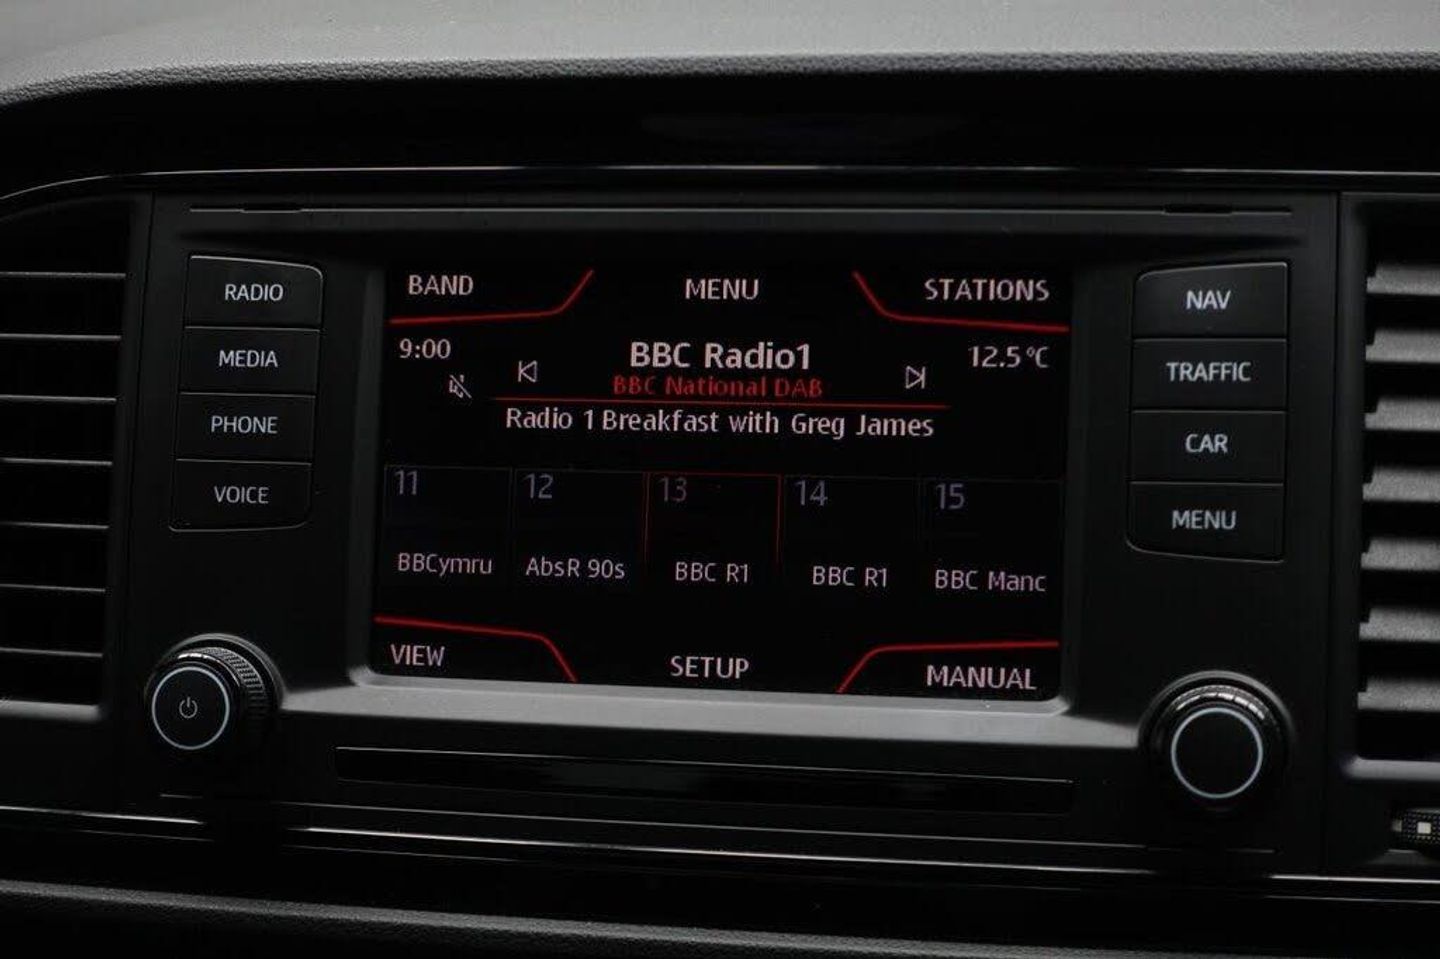 RADIO
MEDIA
PHONE
VOICE
BAND
MENU
STATIONS
9:00
BBC Radio1
12.5°C
BBC National DAB
Radio 1 Breakfast with Greg James
11
12
13
14
15
BBCymru
AbsR 90s
BBC R1
BBC R1
BBC Manc
VIEW
SETUP
MANUAL
NAV
TRAFFIC
CAR
MENU